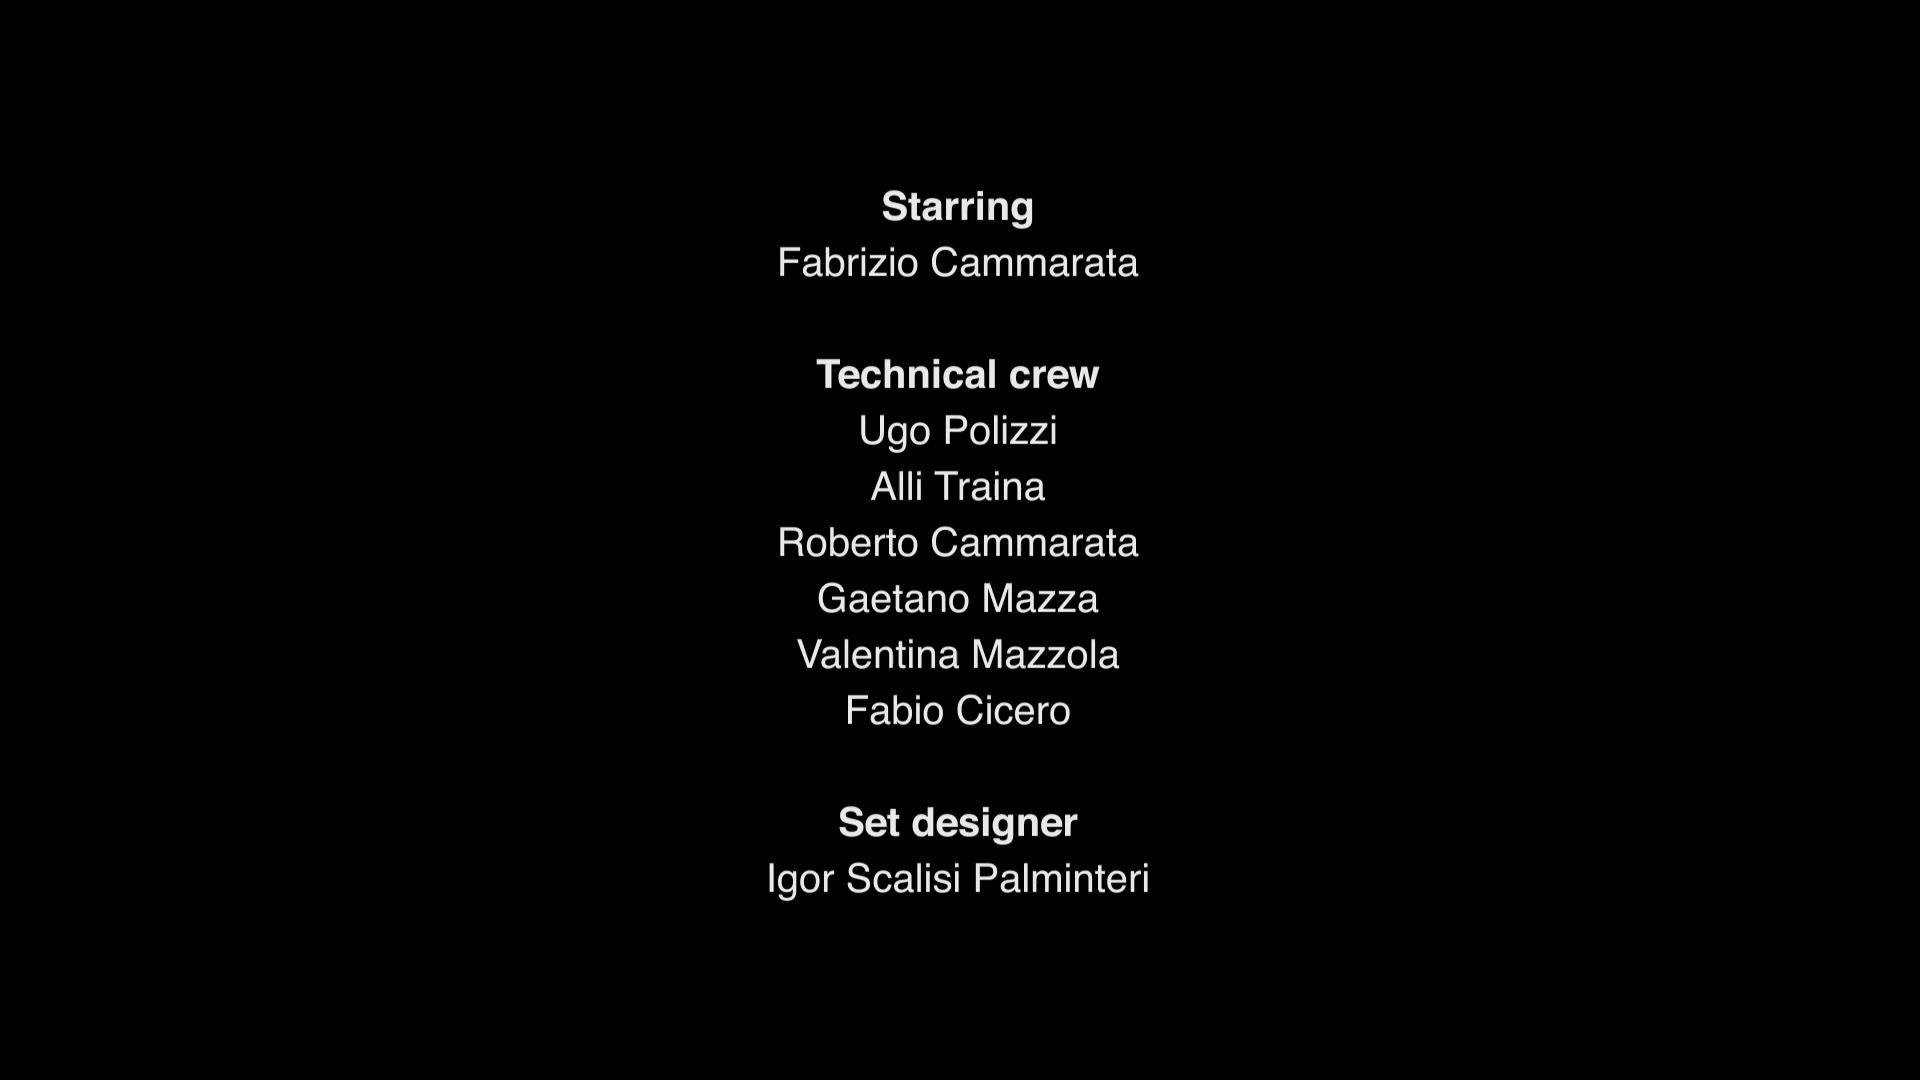 Starring
Fabrizio Cammarata
Technical crew
Ugo Polizzi
Alli Traina
Roberto Cammarata
Gaetano Mazza
Valentina Mazzola
Fabio Cicero
Set designer
Igor Scalisi Palminteri